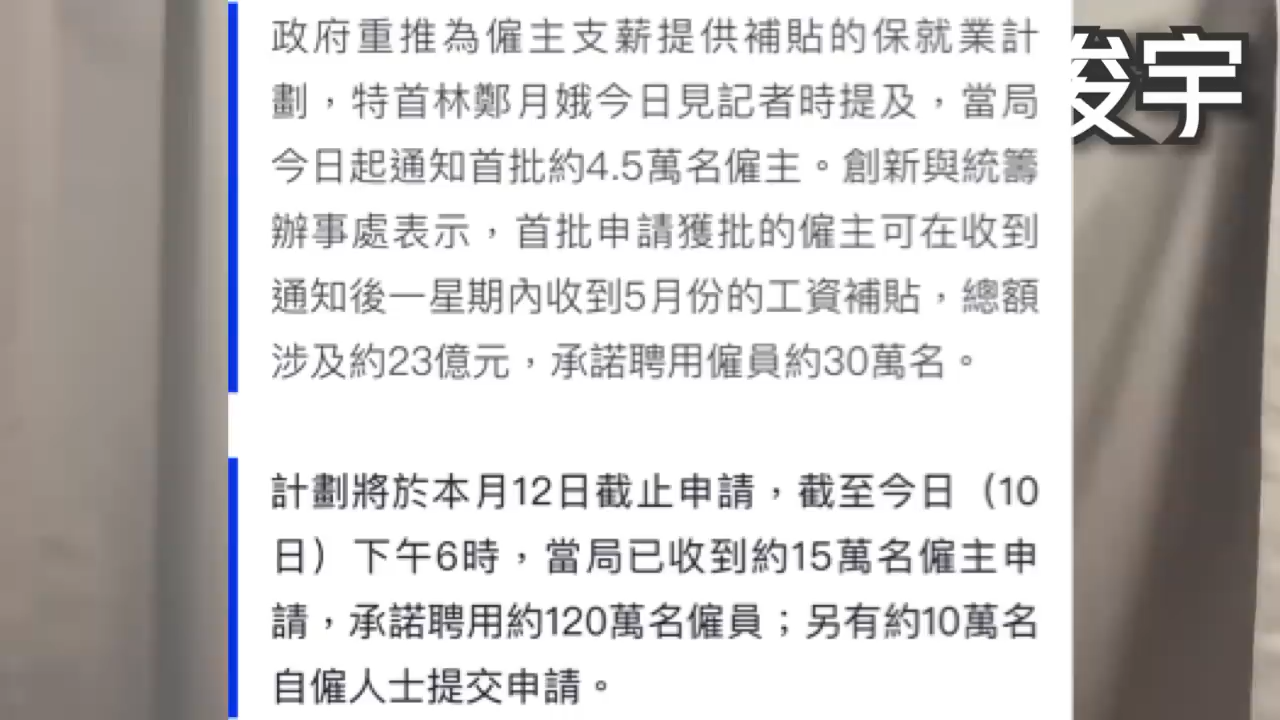 政府重推為僱主支薪提供補貼的保就業計
劃，特首林鄭月娥今日見記者時提及，當局
今日起通知首批約4.5萬名僱主。創新與統籌
辦事處表示，首批申請獲批的僱主可在收到
通知後一星期內收到5月份的工資補貼，總額
涉及約23億元，承諾聘用僱員約30萬名。
計劃將於本月12日截止申請，截至今日（10
日）下午6時，當局已收到約15萬名僱主申
請，承諾聘用約120萬名僱員；另有約10萬名
自僱人士提交申請。
宇